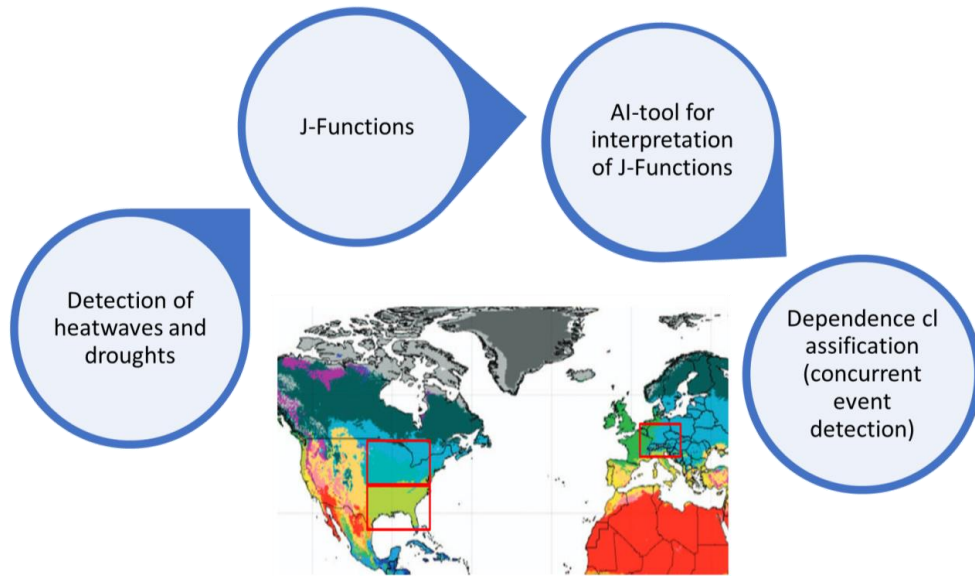 J-Functions
AI-tool for
interpretation
of J-Functions
Detection of
heatwaves and
droughts
Dependence cl
assification
(concurrent
event
detection)